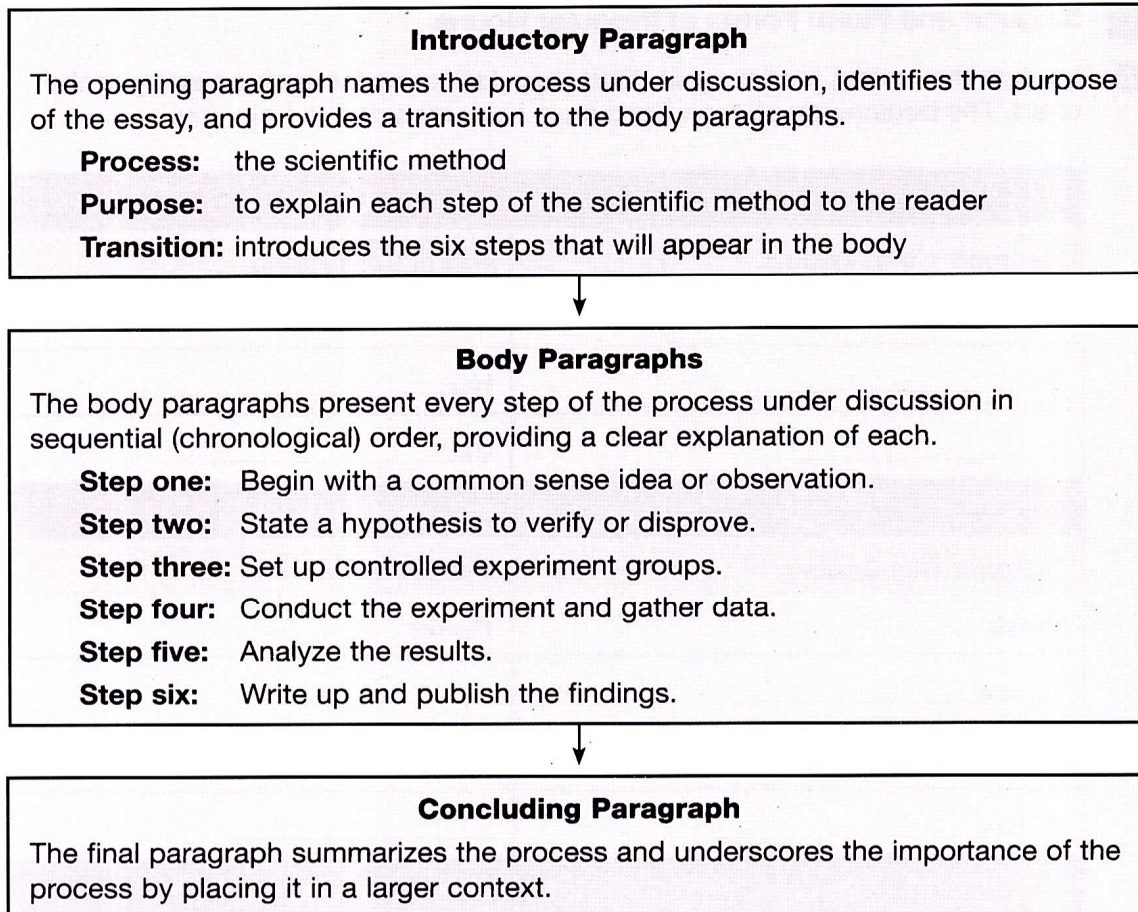 Introductory Paragraph
The opening paragraph names the process under discussion, identifies the purpose
of the essay, and provides a transition to the body paragraphs.
Process: the scientific method
Purpose: to explain each step of the scientific method to the reader
Transition: introduces the six steps that will appear in the body
Body Paragraphs
The body paragraphs present every step of the process under discussion in
sequential (chronological) order, providing a clear explanation of each.
Step one: Begin with a common sense idea or observation.
Step two: State a hypothesis to verify or disprove.
Step three: Set up controlled experiment groups.
Step four: Conduct the experiment and gather data.
Step five: Analyze the results.
Step six: Write up and publish the findings.
Concluding Paragraph
The final paragraph summarizes the process and underscores the importance of the
process by placing it in a larger context.